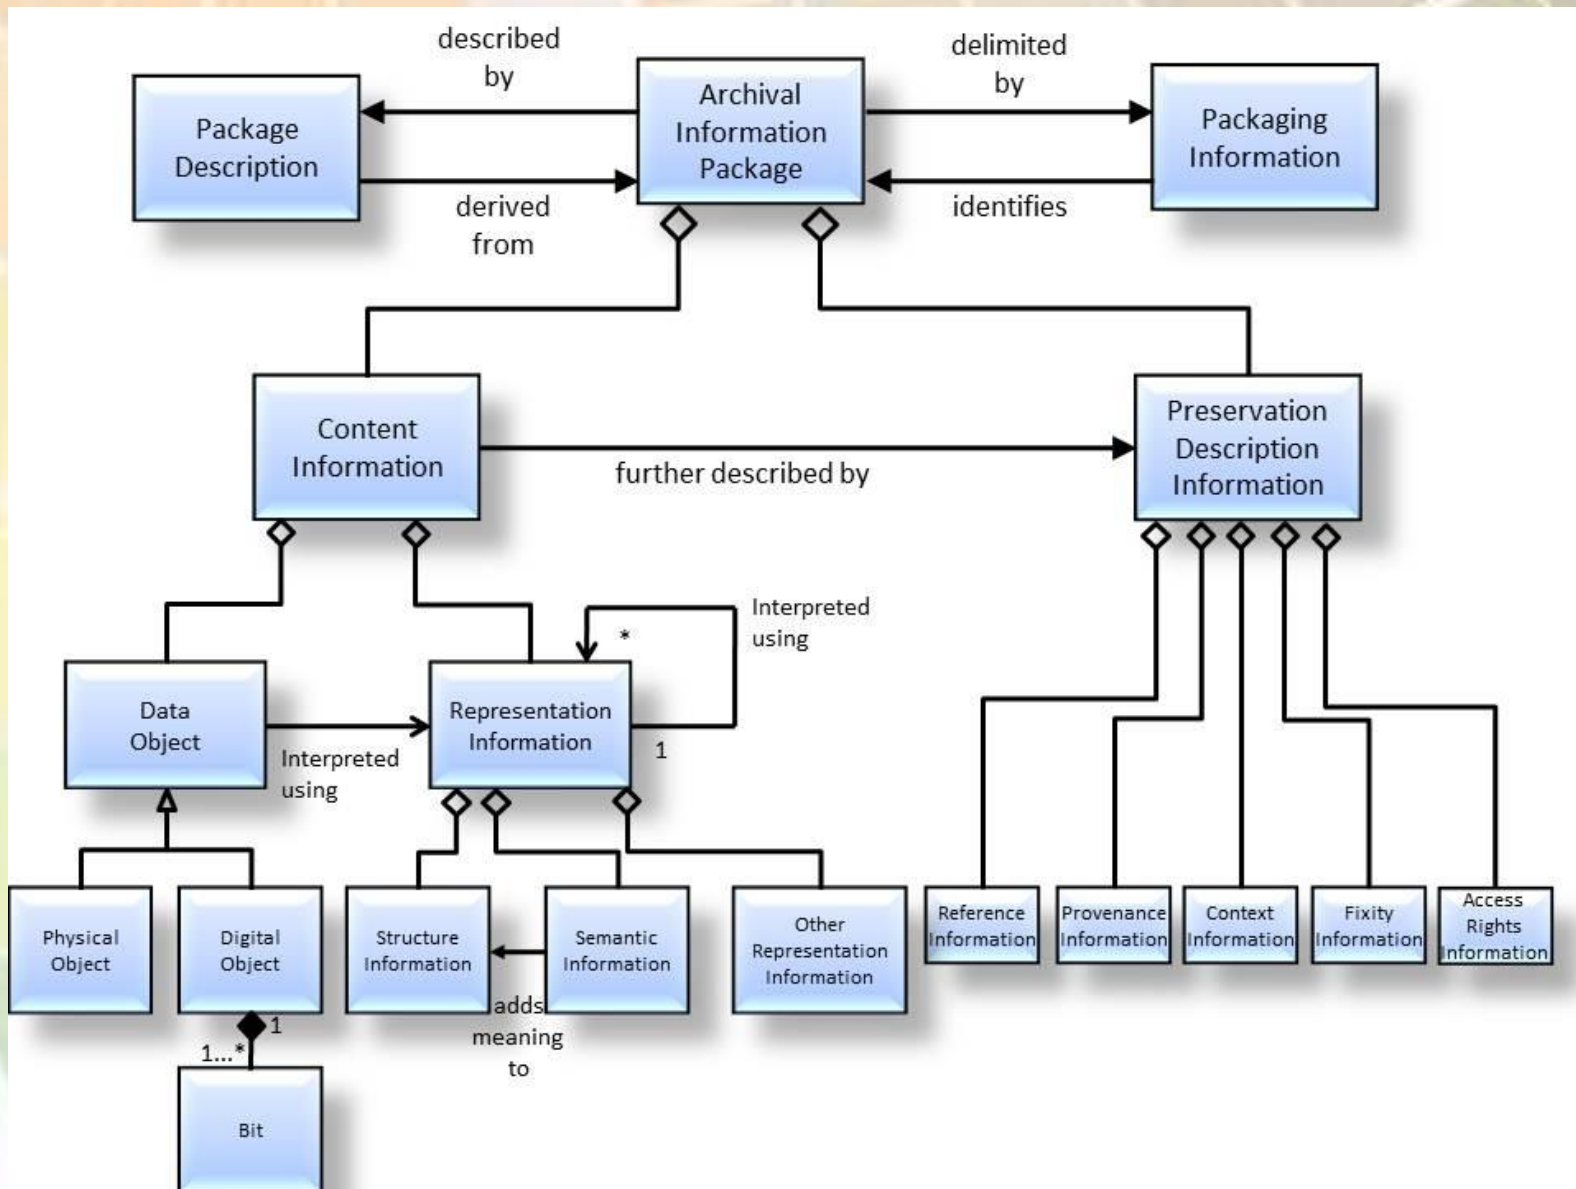 described
by
delimited
by
Package
Description
Archival
Information
Package
Packaging
Information
derived
from
identifies
Content
Information
further described by
Preservation
Description
Information
Interpreted
using
*
Data
Object
Interpreted
using
Representation
Information
1
Physical
Object
Digital
Object
Structure
Information
Semantic
Information
adds
meaning
to
Other
Representation
Information
Reference
Information
Provenance
Information
Context
Information
Fixity
Information
Access
Rights
Information
1
1...*
Bit